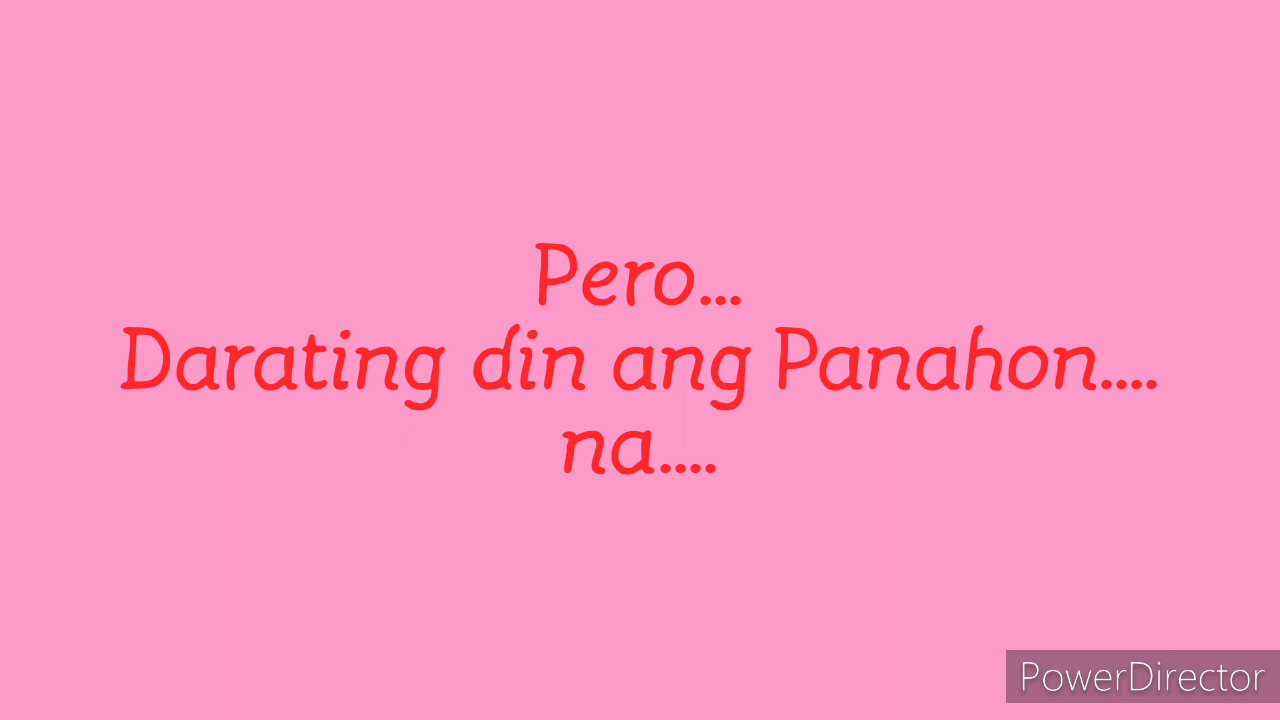 Pero...
Darating din ang Panahon....
na....
PowerDirector